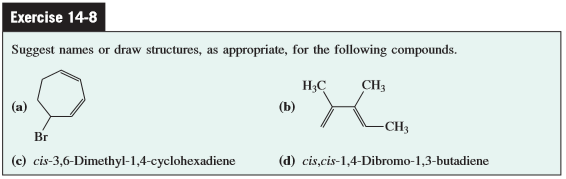 Exercise 14-8
Suggest names or draw structures, as appropriate, for the following compounds.
(a)
Br
(b)
H₃C
CH₃
CH₃
(c) cis-3,6-Dimethyl-1,4-cyclohexadiene
(d) cis,cis-1,4-Dibromo-1,3-butadiene